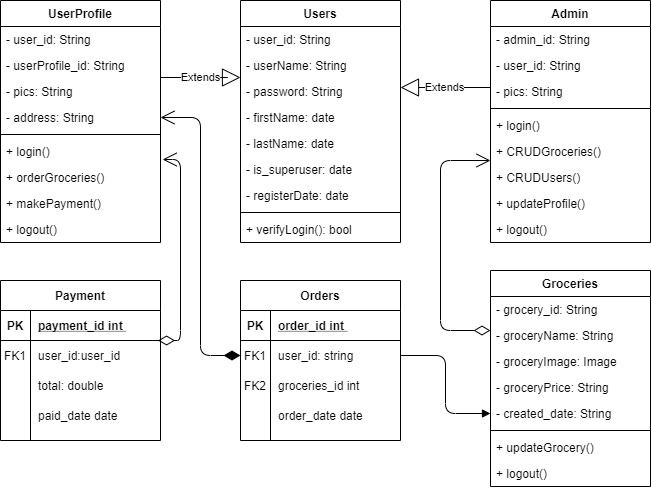 UserProfile
- user_id: String
- userProfile_id: String
- pics: String
- address: String
+ login()
+ orderGroceries()
+ makePayment()
+ logout()
Extends
Users
- user_id: String
- userName: String
- password: String
- firstName: date
- lastName: date
- is_superuser: date
- registerDate: date
+ verifyLogin(): bool
Extends
Admin
- admin_id: String
- user_id: String
- pics: String
+ login()
+ CRUDGroceries()
+ CRUDUsers()
+ updateProfile()
+ logout()
Payment
PK payment_id int
FK1 user_id:user_id
total: double
paid_date date
Orders
PK order_id int
FK1 user_id: string
FK2 groceries_id int
order_date date
Groceries
- grocery_id: String
- groceryName: String
- groceryImage: Image
- groceryPrice: String
- created_date: String
+ updateGrocery()
+ logout()